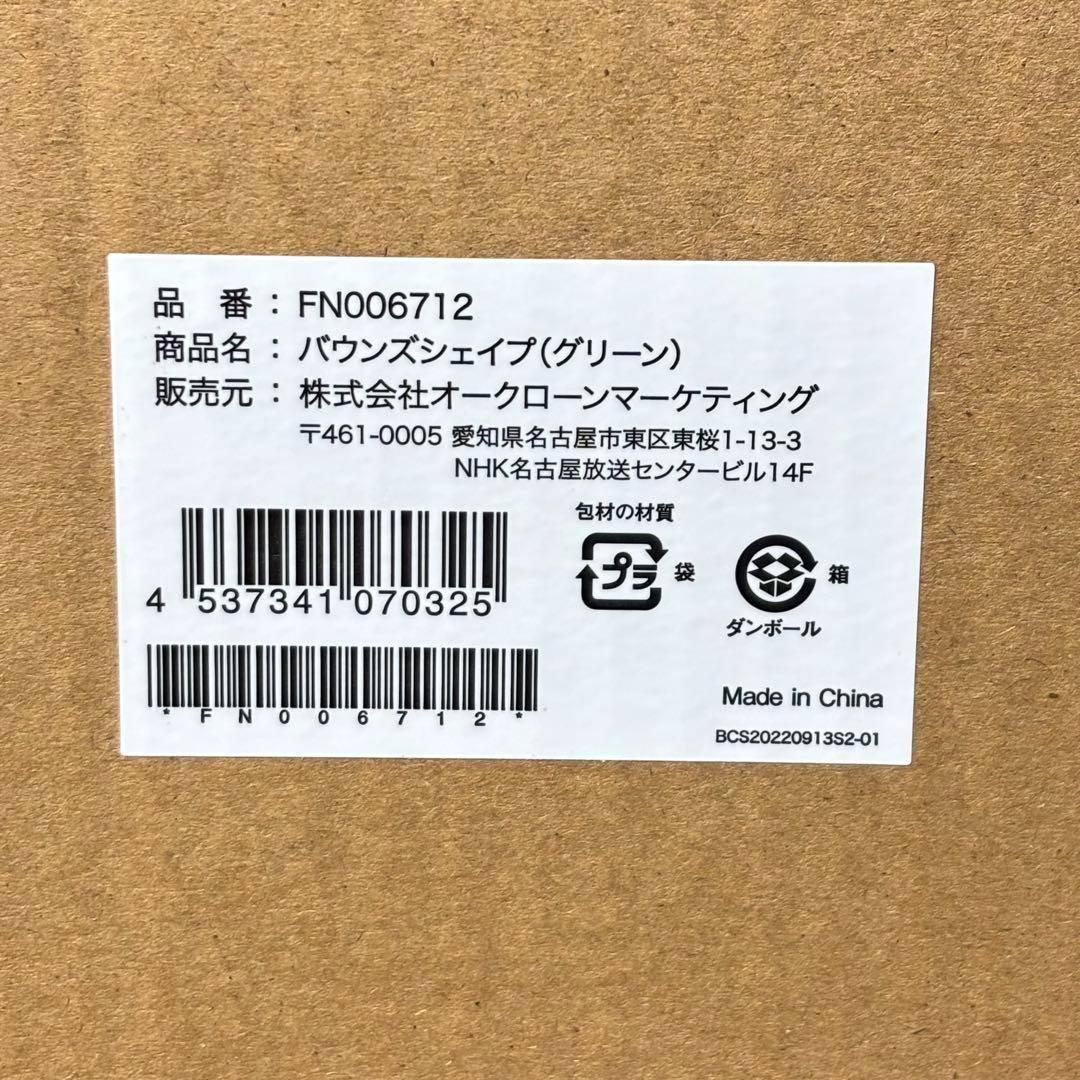 品 番 : FN006712
商品名 : バウンズシェイプ(グリーン)
販売元 : 株式会社オークローンマーケティング
〒461-0005 愛知県名古屋市東区東桜1-13-3
NHK名古屋放送センタービル14F
包材の材質
プラ 袋
箱
ダンボール
4 537341 070325
*FN006712*
Made in China
BCS20220913S2-01